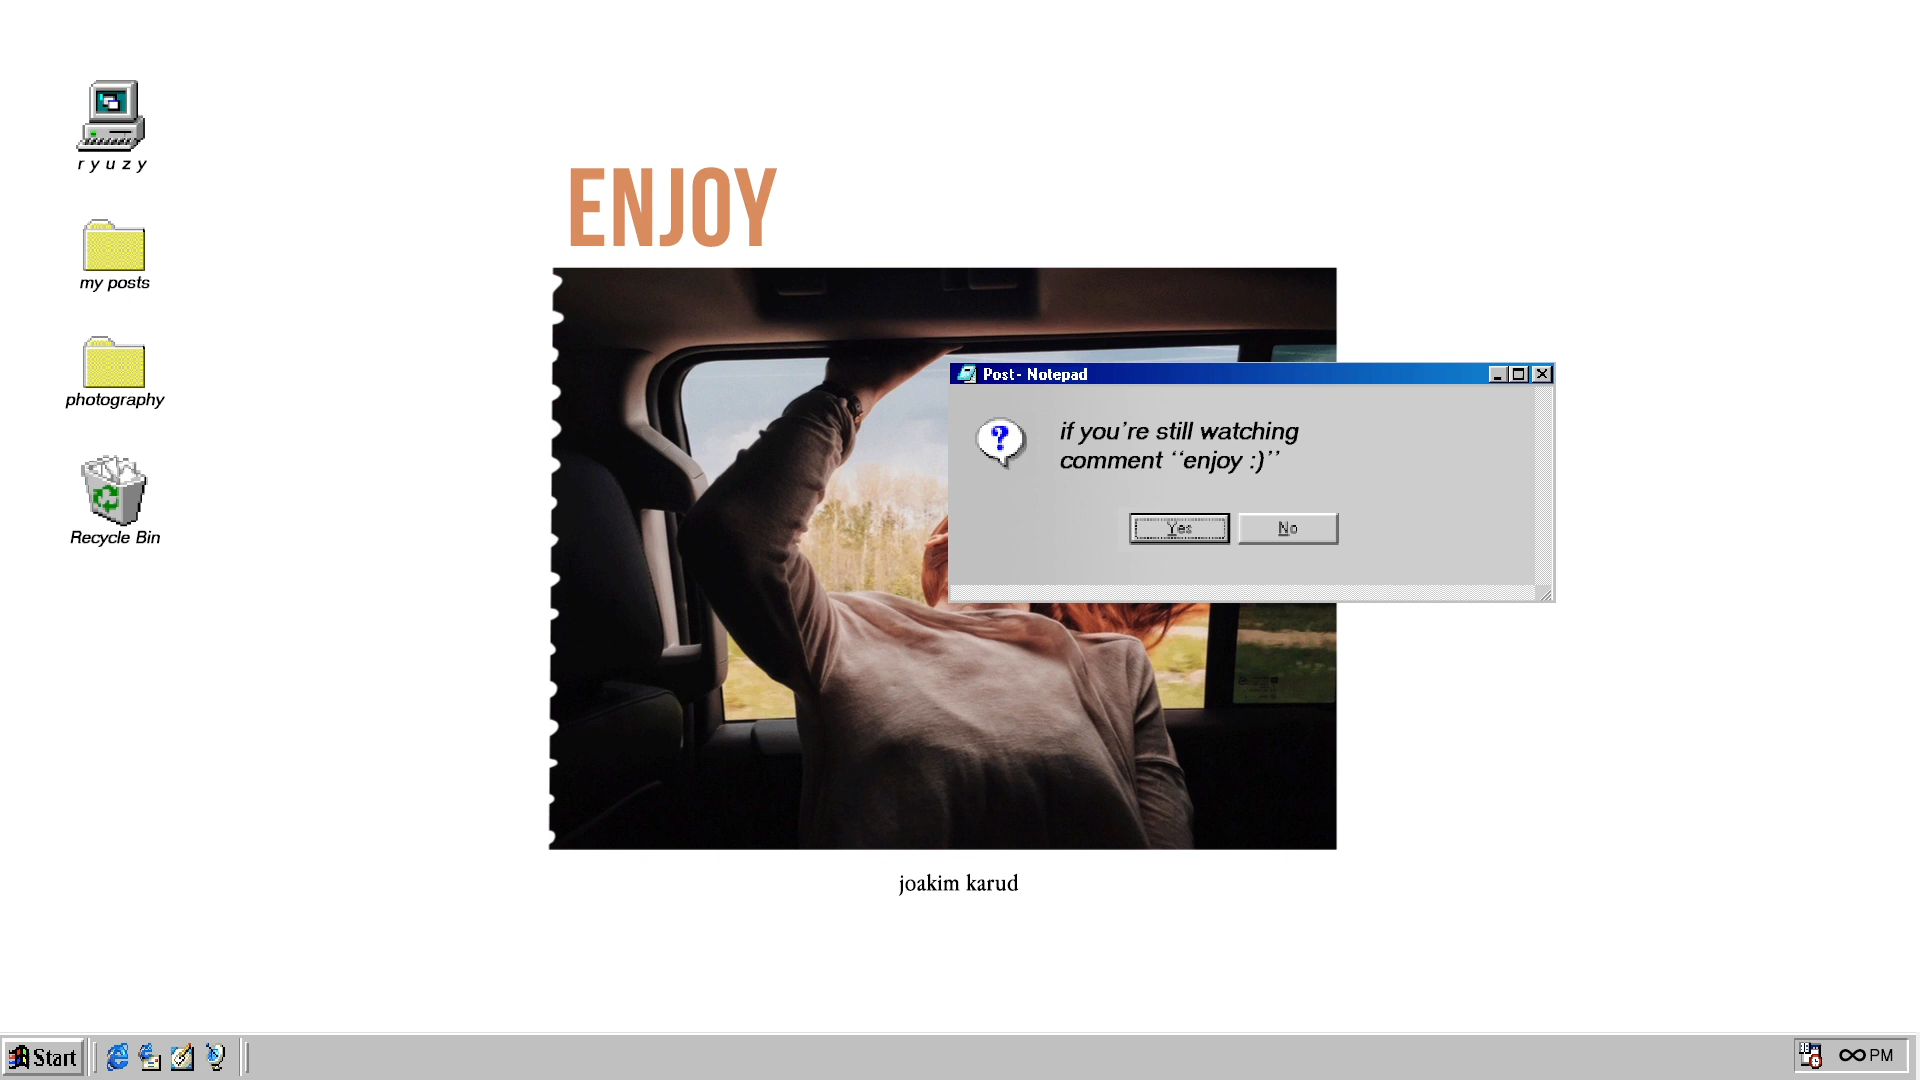 r y u z y
my posts
photography
Recycle Bin
ENJOY
Post - Notepad
if you're still watching
comment ‘‘enjoy :)’’
Yes
No
joakim karud
Start
∞ PM